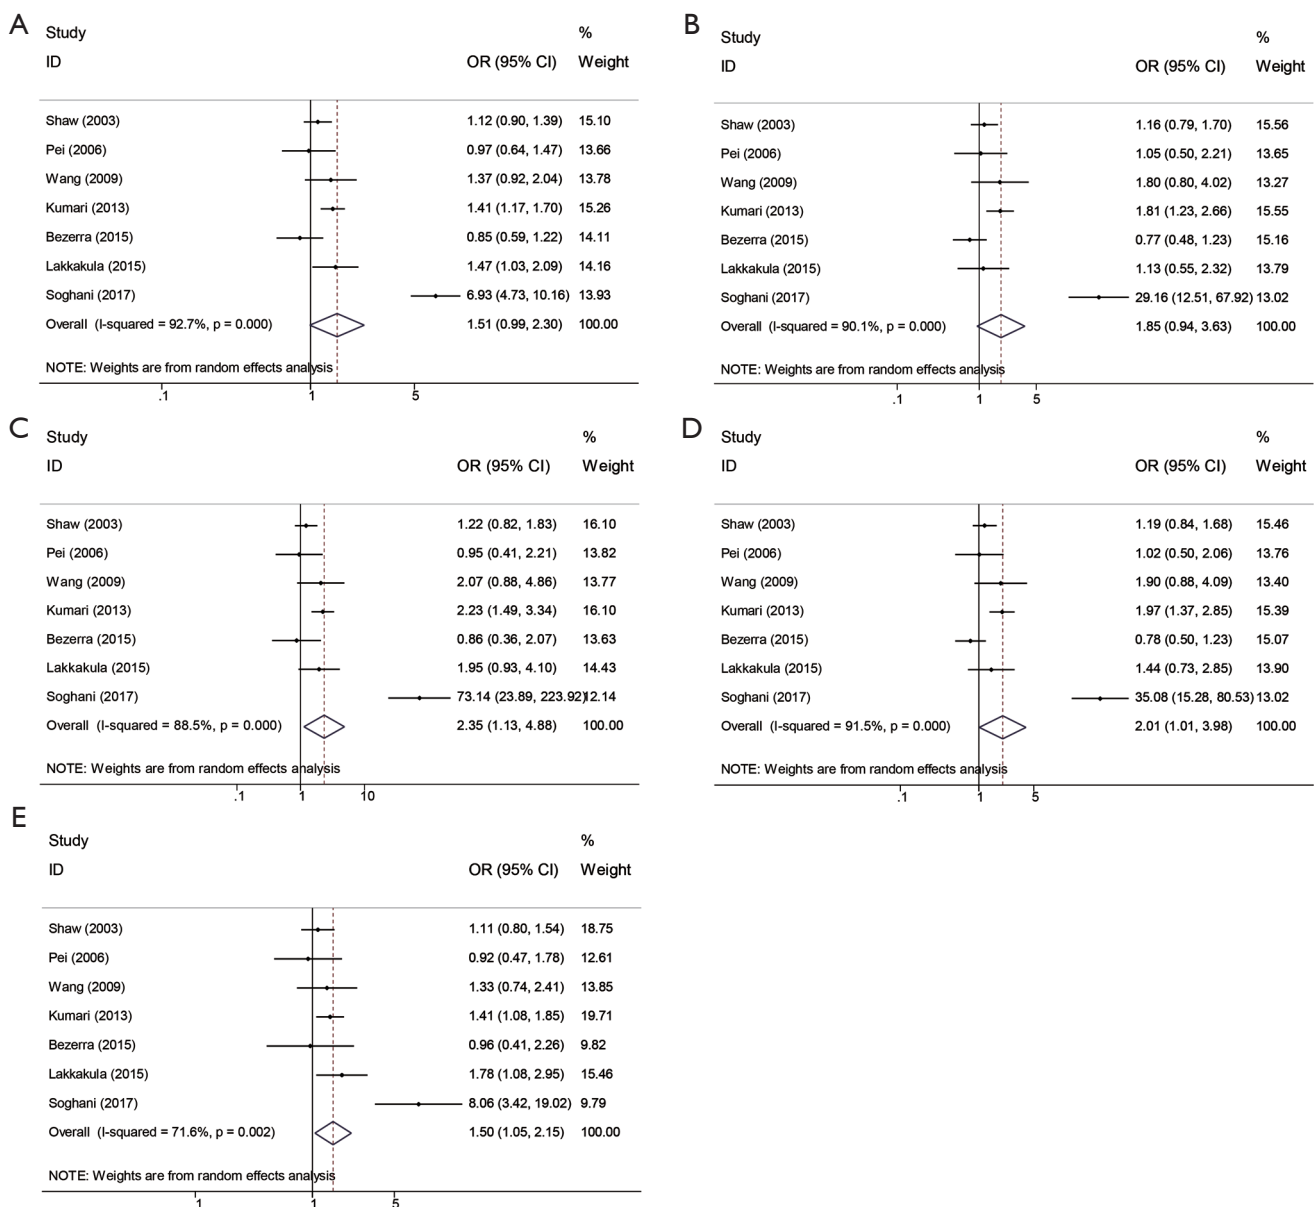 A
Study %
ID OR (95% CI) Weight
Shaw (2003) 1.12 (0.90, 1.39) 15.10
Pei (2006) 0.97 (0.64, 1.47) 13.66
Wang (2009) 1.37 (0.92, 2.04) 13.78
Kumari (2013) 1.41 (1.17, 1.70) 15.26
Bezerra (2015) 0.85 (0.59, 1.22) 14.11
Lakkakula (2015) 1.47 (1.03, 2.09) 14.16
Soghani (2017) 6.93 (4.73, 10.16) 13.93
Overall (I-squared = 92.7%, p = 0.000) 1.51 (0.99, 2.30) 100.00
NOTE: Weights are from random effects analysis
.1 1 5
B
Study %
ID OR (95% CI) Weight
Shaw (2003) 1.16 (0.79, 1.70) 15.56
Pei (2006) 1.05 (0.50, 2.21) 13.65
Wang (2009) 1.80 (0.80, 4.02) 13.27
Kumari (2013) 1.81 (1.23, 2.66) 15.55
Bezerra (2015) 0.77 (0.48, 1.23) 15.16
Lakkakula (2015) 1.13 (0.55, 2.32) 13.79
Soghani (2017) 29.16 (12.51, 67.92) 13.02
Overall (I-squared = 90.1%, p = 0.000) 1.85 (0.94, 3.63) 100.00
NOTE: Weights are from random effects analysis
.1 1 5
C
Study %
ID OR (95% CI) Weight
Shaw (2003) 1.22 (0.82, 1.83) 16.10
Pei (2006) 0.95 (0.41, 2.21) 13.82
Wang (2009) 2.07 (0.88, 4.86) 13.77
Kumari (2013) 2.23 (1.49, 3.34) 16.10
Bezerra (2015) 0.86 (0.36, 2.07) 13.63
Lakkakula (2015) 1.95 (0.93, 4.10) 14.43
Soghani (2017) 73.14 (23.89, 223.92) 12.14
Overall (I-squared = 88.5%, p = 0.000) 2.35 (1.13, 4.88) 100.00
NOTE: Weights are from random effects analysis
.1 1 10
D
Study %
ID OR (95% CI) Weight
Shaw (2003) 1.19 (0.84, 1.68) 15.46
Pei (2006) 1.02 (0.50, 2.06) 13.76
Wang (2009) 1.90 (0.88, 4.09) 13.40
Kumari (2013) 1.97 (1.37, 2.85) 15.39
Bezerra (2015) 0.78 (0.50, 1.23) 15.07
Lakkakula (2015) 1.44 (0.73, 2.85) 13.90
Soghani (2017) 35.08 (15.28, 80.53) 13.02
Overall (I-squared = 91.5%, p = 0.000) 2.01 (1.01, 3.98) 100.00
NOTE: Weights are from random effects analysis
.1 1 5
E
Study %
ID OR (95% CI) Weight
Shaw (2003) 1.11 (0.80, 1.54) 18.75
Pei (2006) 0.92 (0.47, 1.78) 12.61
Wang (2009) 1.33 (0.74, 2.41) 13.85
Kumari (2013) 1.41 (1.08, 1.85) 19.71
Bezerra (2015) 0.96 (0.41, 2.26) 9.82
Lakkakula (2015) 1.78 (1.08, 2.95) 15.46
Soghani (2017) 8.06 (3.42, 19.02) 9.79
Overall (I-squared = 71.6%, p = 0.002) 1.50 (1.05, 2.15) 100.00
NOTE: Weights are from random effects analysis
1 1 5